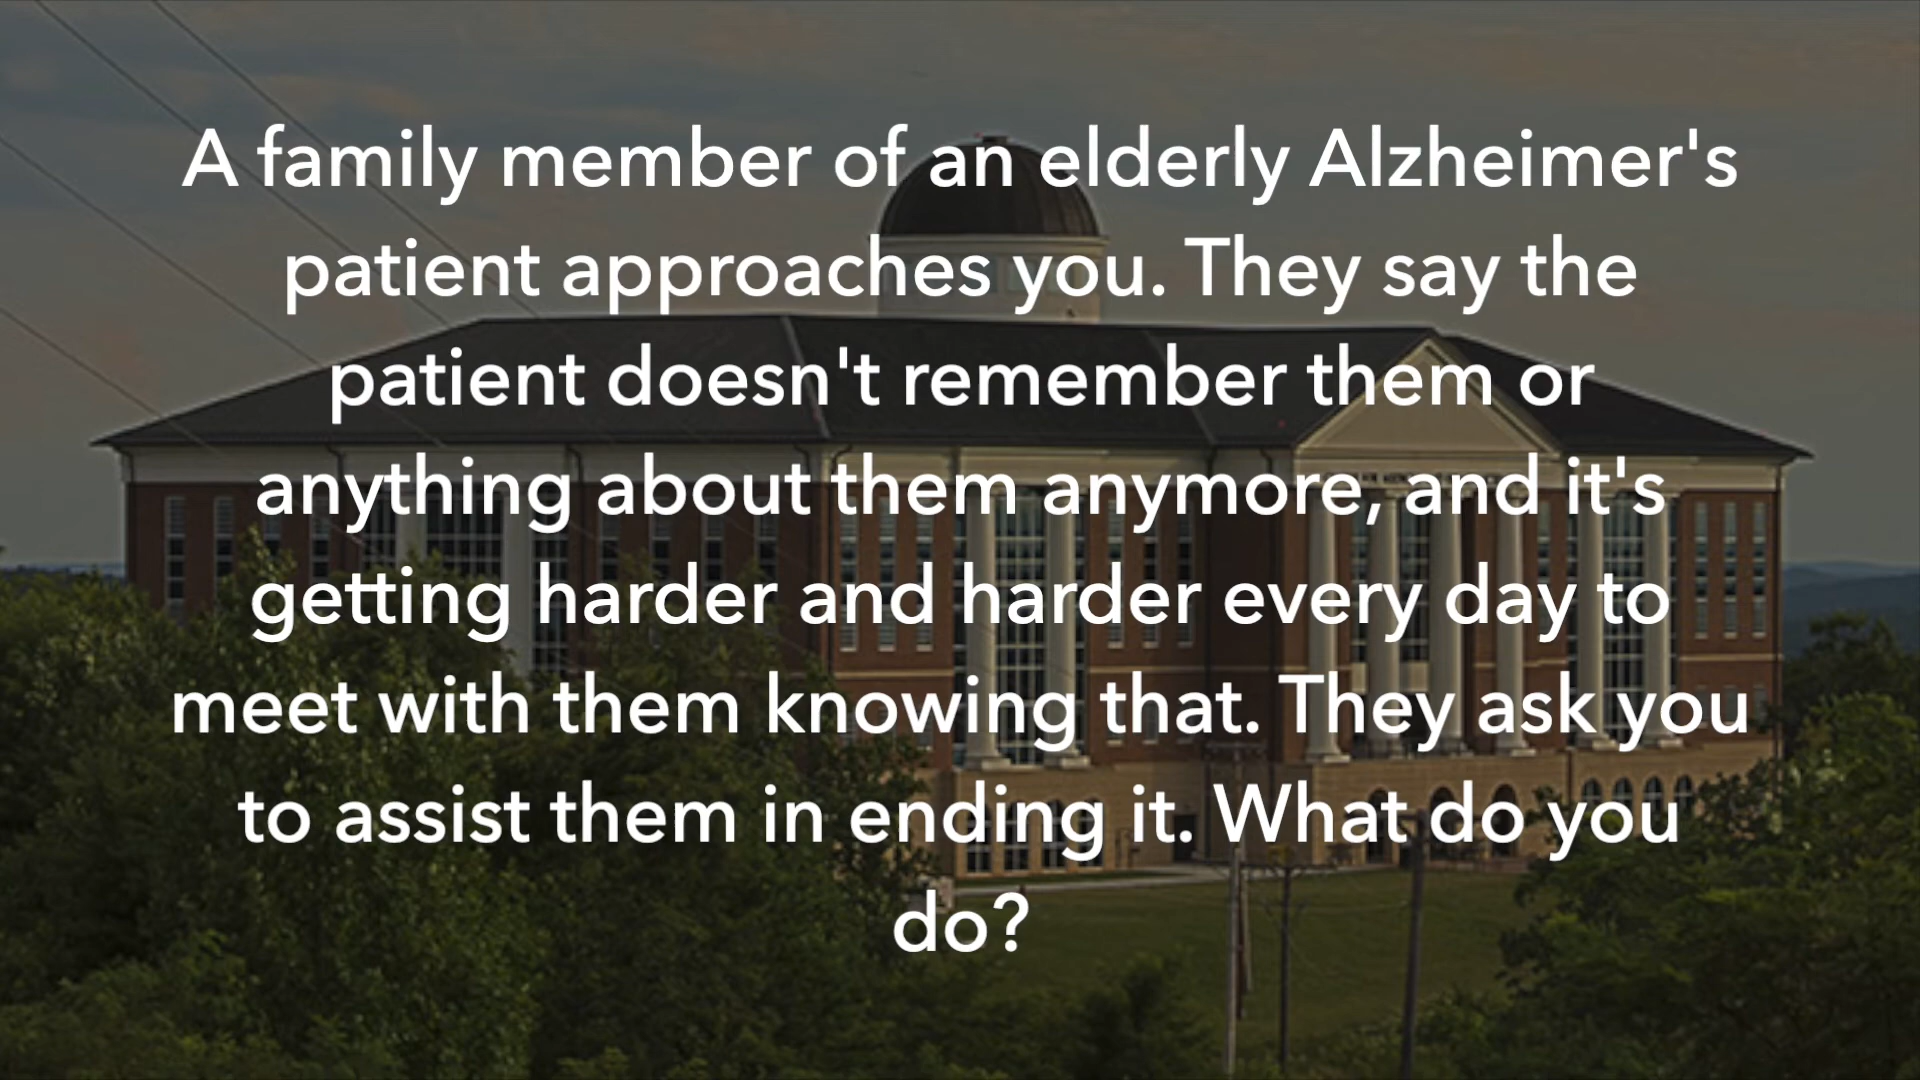 A family member of an elderly Alzheimer's
patient approaches you. They say the
patient doesn't remember them or
anything about them anymore, and it's
getting harder and harder every day to
meet with them knowing that. They ask you
to assist them in ending it. What do you
do?